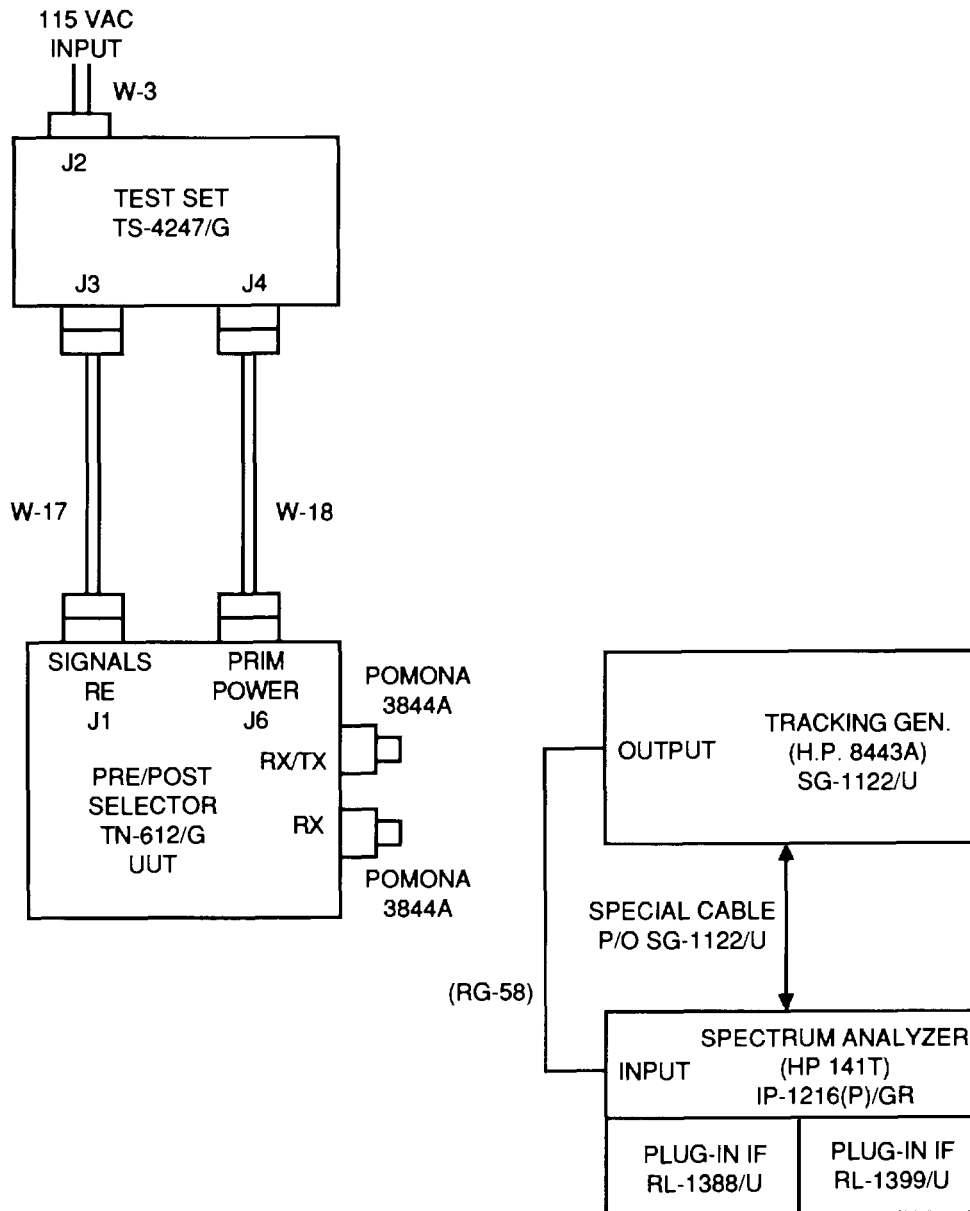 115 VAC
INPUT
W-3
J2
TEST SET
TS-4247/G
J3
J4
W-17
W-18
SIGNALS
RE
J1
PRIM
POWER
J6
RX/TX
RX
PRE/POST
SELECTOR
TN-612/G
UUT
POMONA
3844A
POMONA
3844A
OUTPUT
TRACKING GEN.
(H.P. 8443A)
SG-1122/U
SPECIAL CABLE
P/O SG-1122/U
(RG-58)
INPUT
SPECTRUM ANALYZER
(HP 141T)
IP-1216(P)/GR
PLUG-IN IF
RL-1388/U
PLUG-IN IF
RL-1399/U